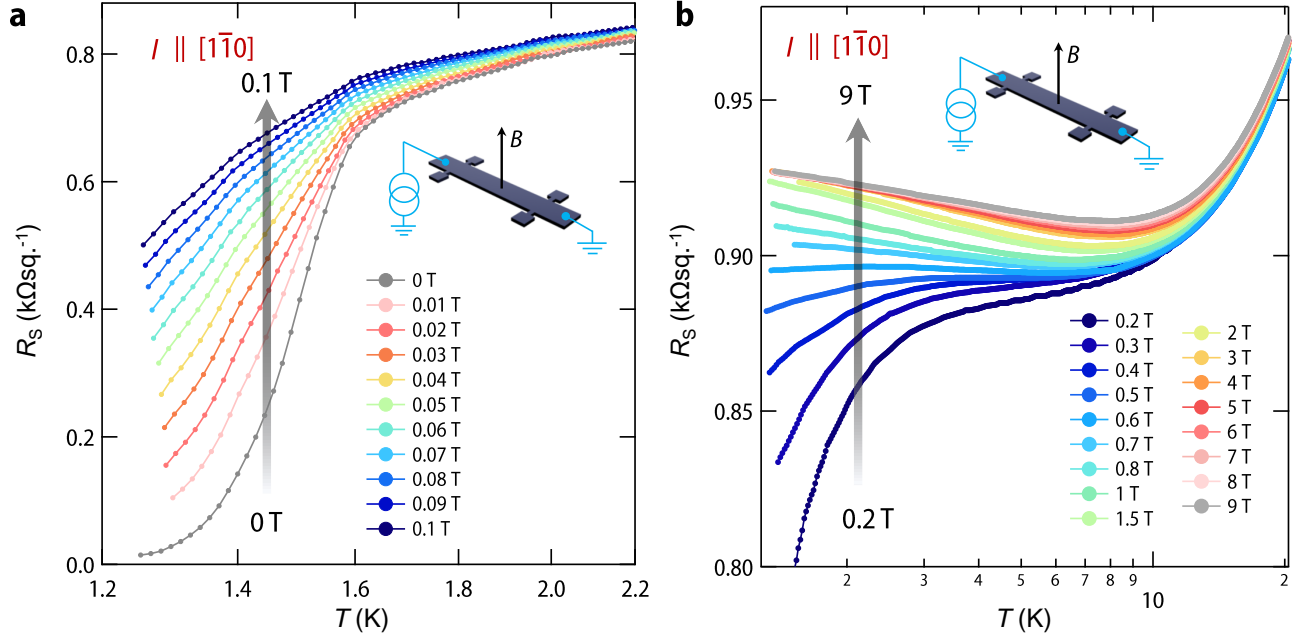 a
I || [11̄0]
0.1 T
B
0 T
0 T
0.01 T
0.02 T
0.03 T
0.04 T
0.05 T
0.06 T
0.07 T
0.08 T
0.09 T
0.1 T
0.8
0.6
0.4
0.2
0.0
Rs (kΩsq.⁻¹)
1.2
1.4
1.6
1.8
2.0
2.2
T (K)
b
I || [11̄0]
9 T
B
0.2 T
0.2 T
0.3 T
0.4 T
0.5 T
0.6 T
0.7 T
0.8 T
1 T
1.5 T
2 T
3 T
4 T
5 T
6 T
7 T
8 T
9 T
0.95
0.90
0.85
0.80
Rs (kΩsq.⁻¹)
2
3
4
5
6
7
8
9
10
2
T (K)